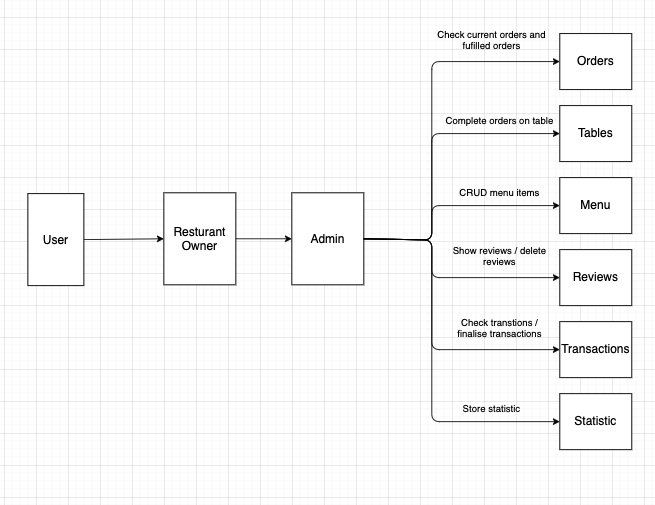 Check current orders and
fufilled orders
Orders
Complete orders on table
Tables
CRUD menu items
Menu
User
Resturant
Owner
Admin
Show reviews / delete
reviews
Reviews
Check transtions /
finalise transactions
Transactions
Store statistic
Statistic